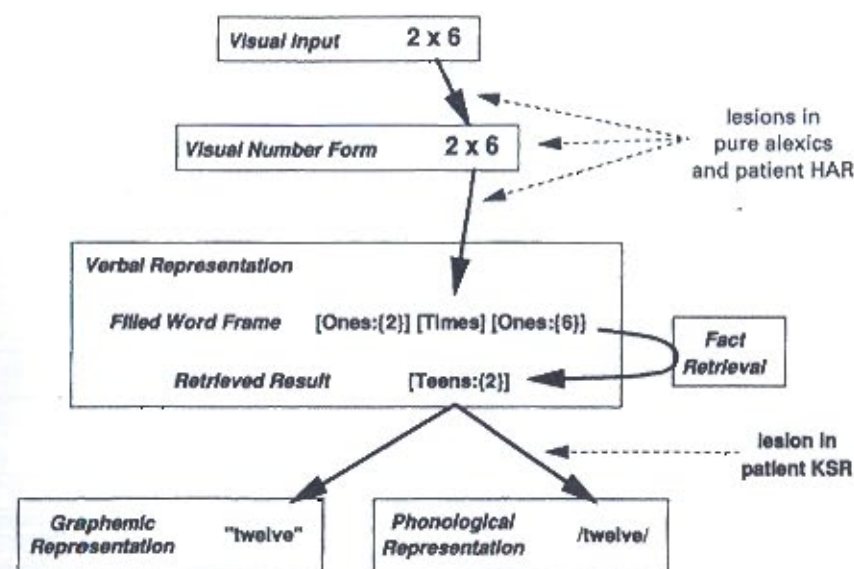 Visual Input 2 x 6
lesions in
pure alexics
and patient HAR
Visual Number Form 2 x 6
Verbal Representation
Filled Word Frame [Ones:{2}] [Times] [Ones:{6}]
Fact
Retrieval
Retrieved Result [Teens:{2}]
lesion in
patient KSR
Graphemic
Representation "twelve"
Phonological
Representation /twelve/